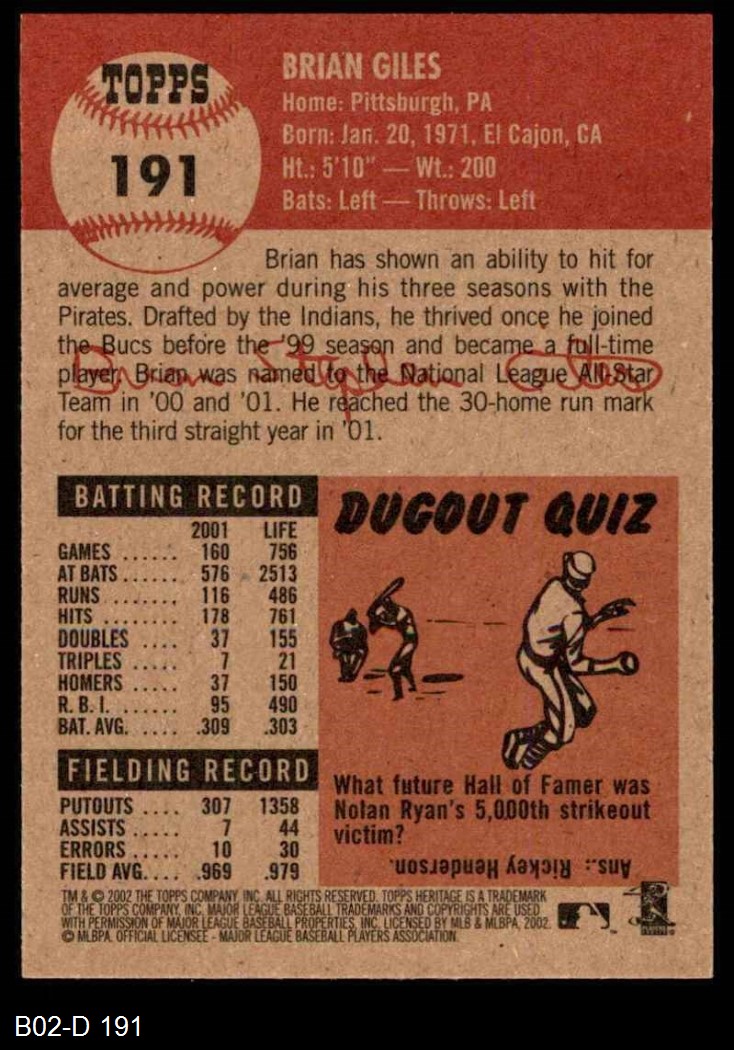 TOPPS
191
BRIAN GILES
Home: Pittsburgh, PA
Born: Jan. 20, 1971, El Cajon, CA
Ht.: 5'10" — Wt.: 200
Bats: Left — Throws: Left
Brian has shown an ability to hit for
average and power during his three seasons with the
Pirates. Drafted by the Indians, he thrived once he joined
the Bucs before the '99 season and became a full-time
player. Brian was named to the National League All-Star
Team in '00 and '01. He reached the 30-home run mark
for the third straight year in '01.
Brian Stephen Giles
BATTING RECORD
2001 LIFE
GAMES ...... 160 756
AT BATS ...... 576 2513
RUNS ........ 116 486
HITS ........ 178 761
DOUBLES .... 37 155
TRIPLES ..... 7 21
HOMERS ..... 37 150
R.B.I. ...... 95 490
BAT. AVG. .... .309 .303
FIELDING RECORD
PUTOUTS .... 307 1358
ASSISTS ..... 7 44
ERRORS ..... 10 30
FIELD AVG.... .969 .979
DUGOUT QUIZ
What future Hall of Famer was
Nolan Ryan's 5,000th strikeout
victim?
Ans.: Rickey Henderson.
TM & © 2002 THE TOPPS COMPANY, INC. ALL RIGHTS RESERVED. TOPPS HERITAGE IS A TRADEMARK
OF THE TOPPS COMPANY, INC. MAJOR LEAGUE BASEBALL TRADEMARKS AND COPYRIGHTS ARE USED
WITH PERMISSION OF MAJOR LEAGUE BASEBALL PROPERTIES, INC. LICENSED BY MLB & MLBPA, 2002.
© MLBPA. OFFICIAL LICENSEE - MAJOR LEAGUE BASEBALL PLAYERS ASSOCIATION.
B02-D 191